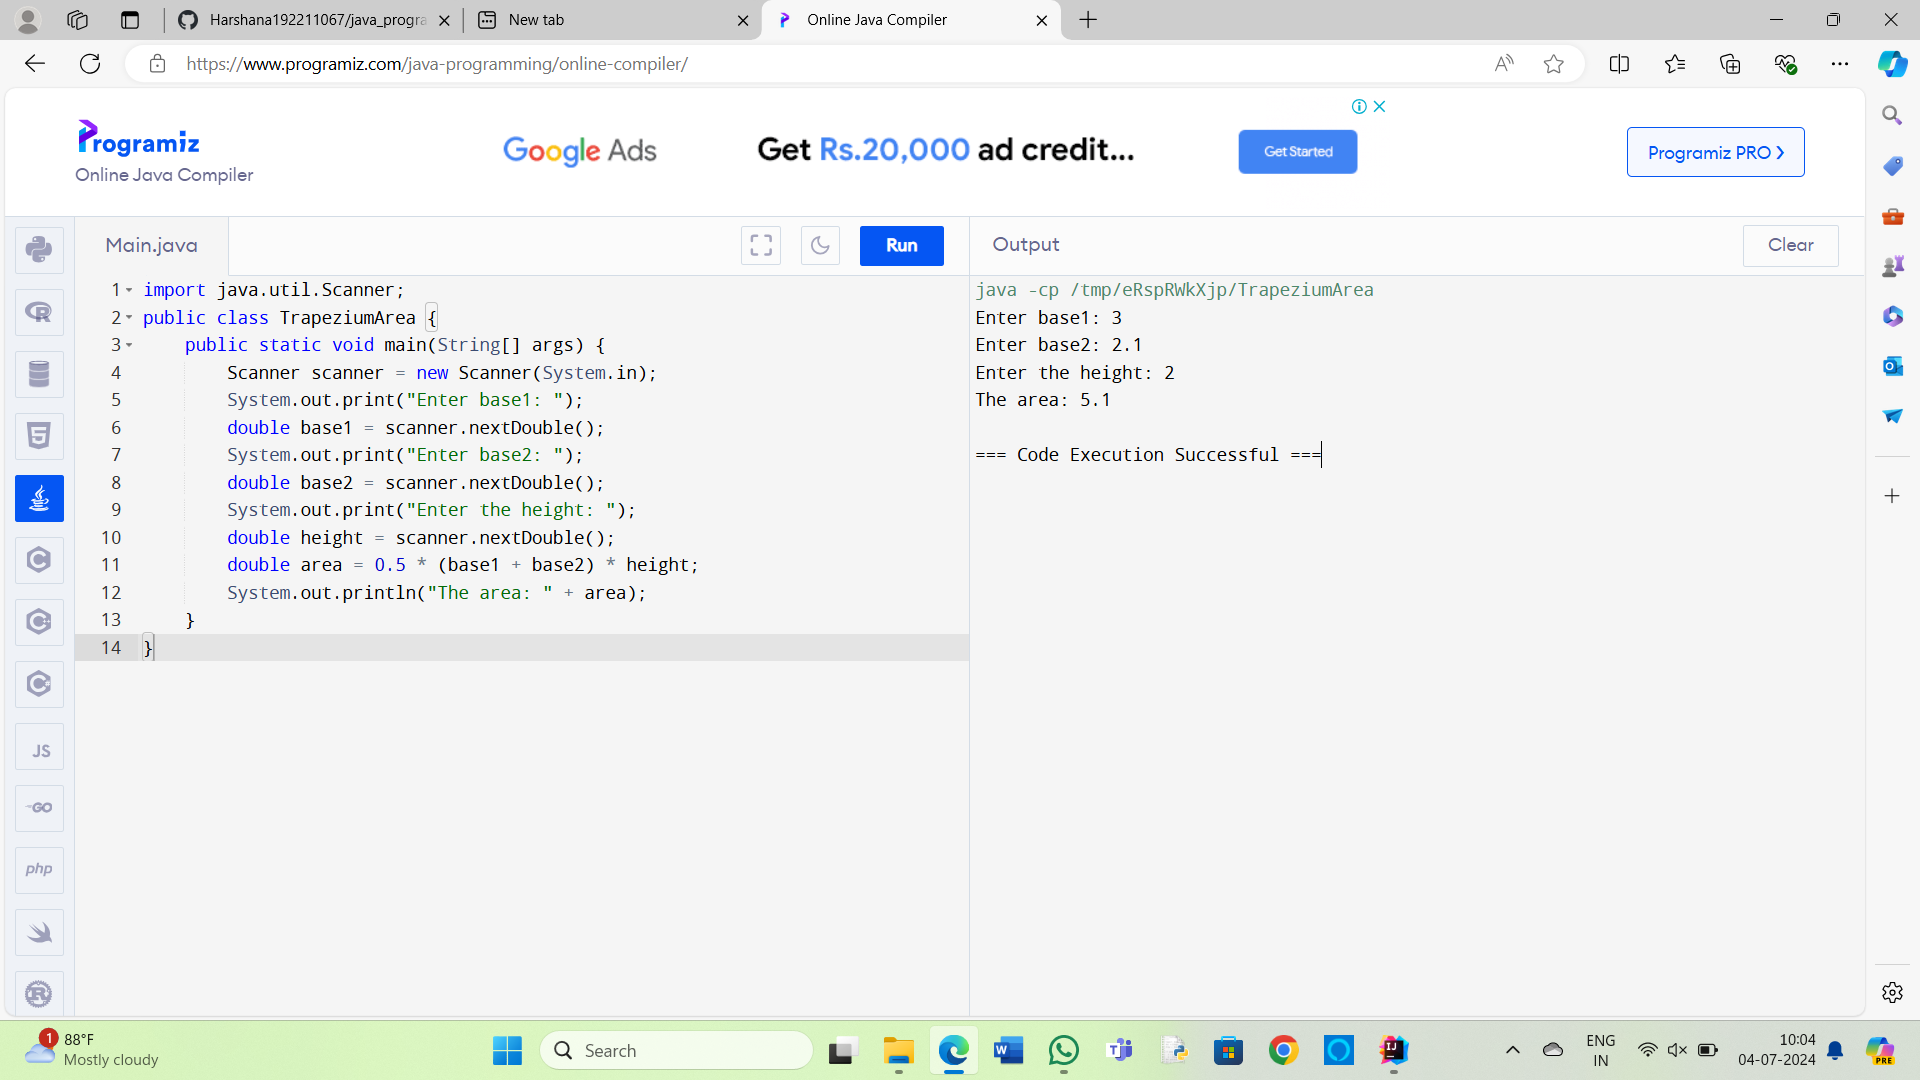 Harshana192211067/java_progra
New tab
Online Java Compiler
https://www.programiz.com/java-programming/online-compiler/
Programiz
Online Java Compiler
Google Ads
Get Rs.20,000 ad credit...
Get Started
Programiz PRO
Main.java
Run
Output
Clear
1 import java.util.Scanner;
2 public class TrapeziumArea {
3 public static void main(String[] args) {
4 Scanner scanner = new Scanner(System.in);
5 System.out.print("Enter base1: ");
6 double base1 = scanner.nextDouble();
7 System.out.print("Enter base2: ");
8 double base2 = scanner.nextDouble();
9 System.out.print("Enter the height: ");
10 double height = scanner.nextDouble();
11 double area = 0.5 * (base1 + base2) * height;
12 System.out.println("The area: " + area);
13 }
14 }
java -cp /tmp/eRspRWkXjp/TrapeziumArea
Enter base1: 3
Enter base2: 2.1
Enter the height: 2
The area: 5.1
=== Code Execution Successful ===
JS
GO
php
1
88°F
Mostly cloudy
Search
ENG
IN
10:04
04-07-2024
PRE